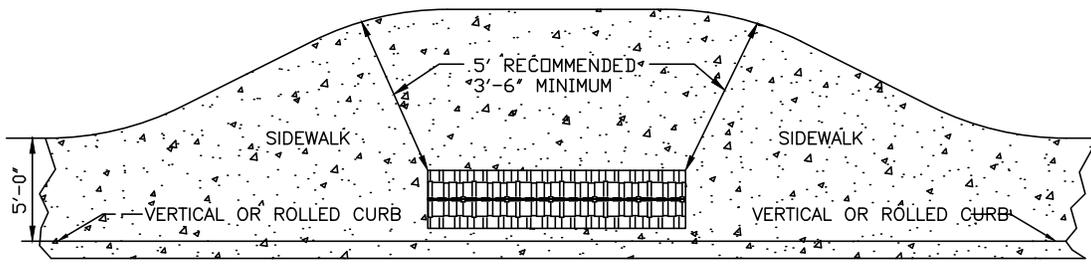 5' RECOMMENDED
3'-6" MINIMUM
SIDEWALK
SIDEWALK
5'-0"
VERTICAL OR ROLLED CURB
VERTICAL OR ROLLED CURB